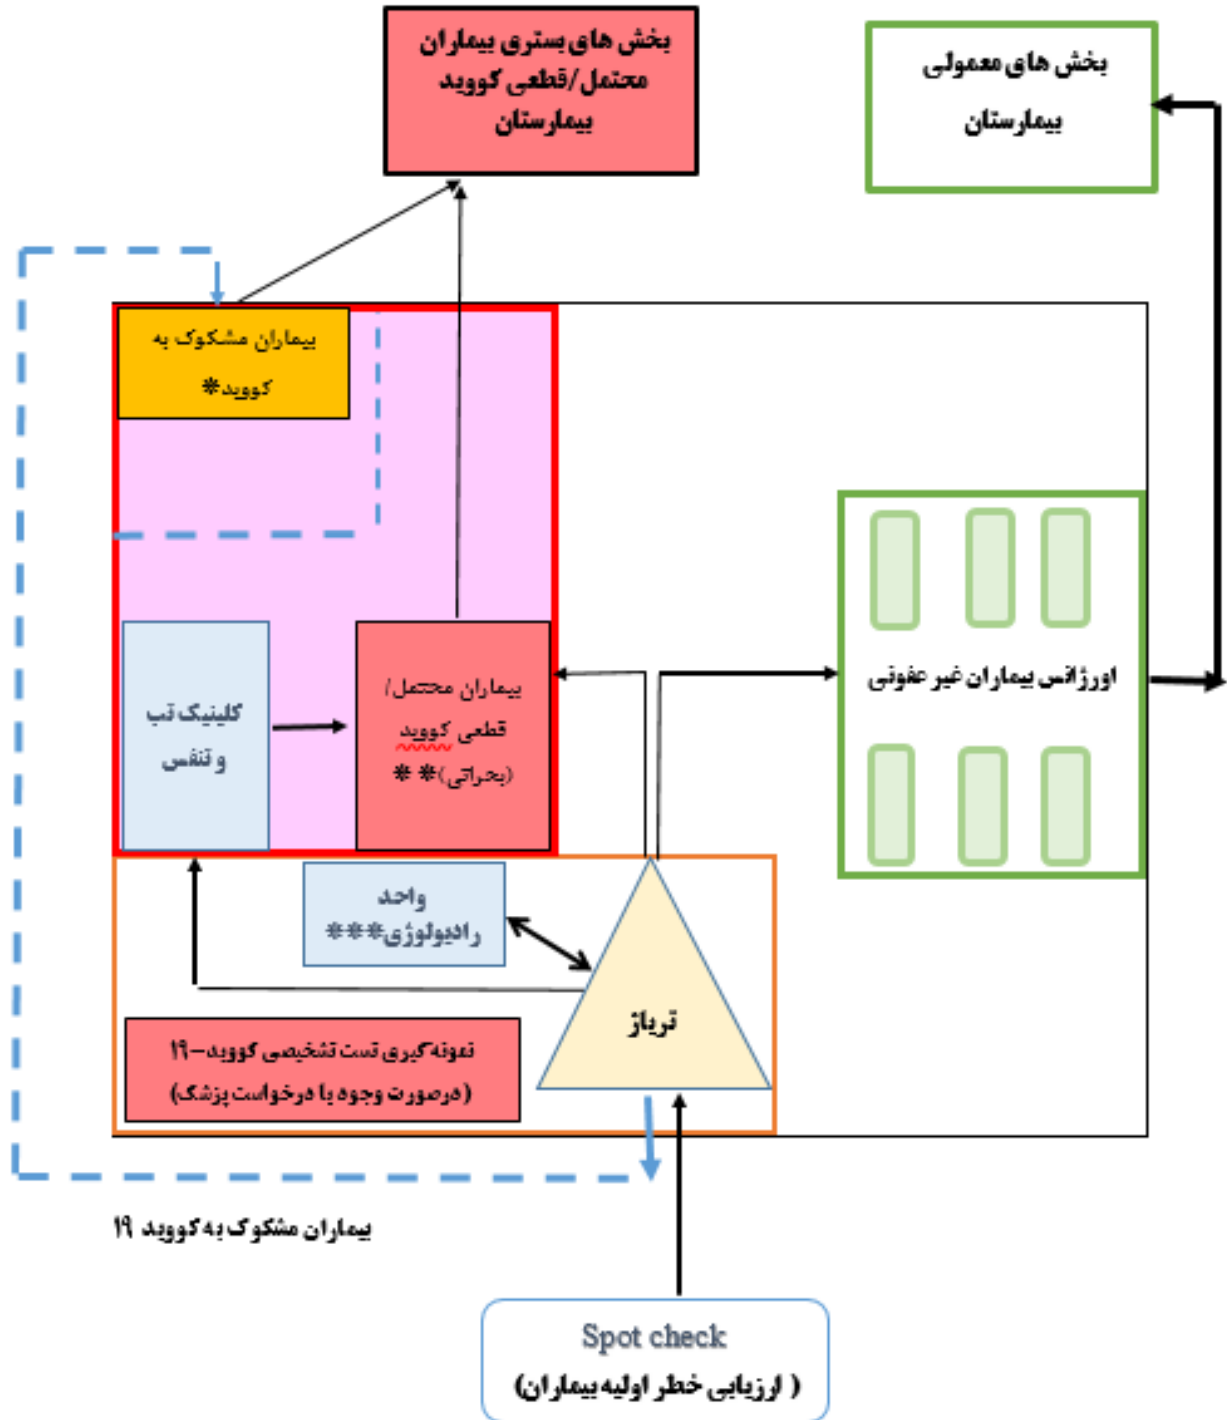 بخش های بستری بیماران
محتمل/قطعی کووید
بیمارستان
بخش های معمولی
بیمارستان
بیماران مشکوک به
کووید*
اورژانس بیماران غیر عفونی
بیماران محتمل/
قطعی کووید
(بحرانی)**
کلینیک تب
و تنفس
واحد
رادیولوژی***
تریاژ
نمونه گیری تست تشخیصی کووید-۱۹
(درصورت وجود با درخواست پزشک)
بیماران مشکوک به کووید ۱۹
Spot check
( ارزیابی خطر اولیه بیماران)